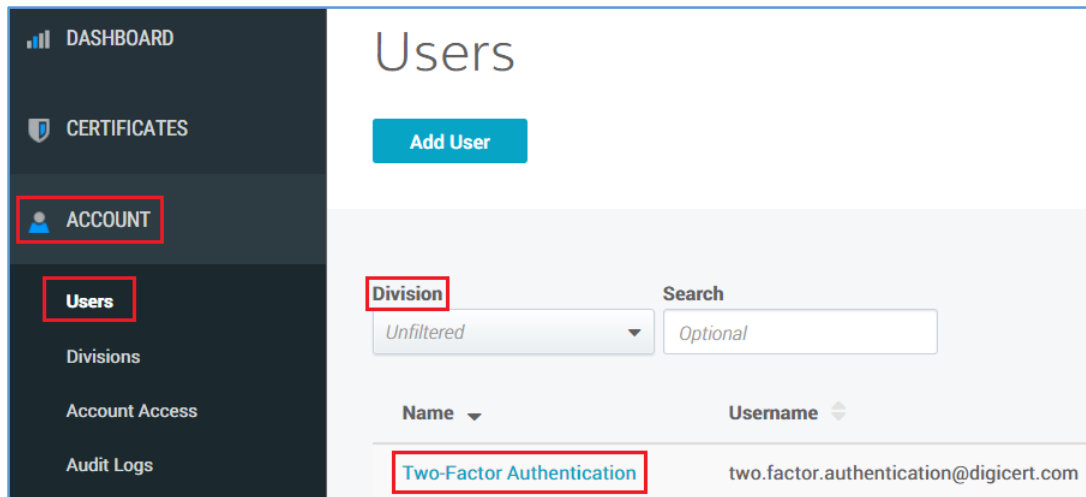 DASHBOARD
CERTIFICATES
ACCOUNT
Users
Divisions
Account Access
Audit Logs
Users
Add User
Division Search
Unfiltered Optional
Name Username
Two-Factor Authentication two.factor.authentication@digicert.com